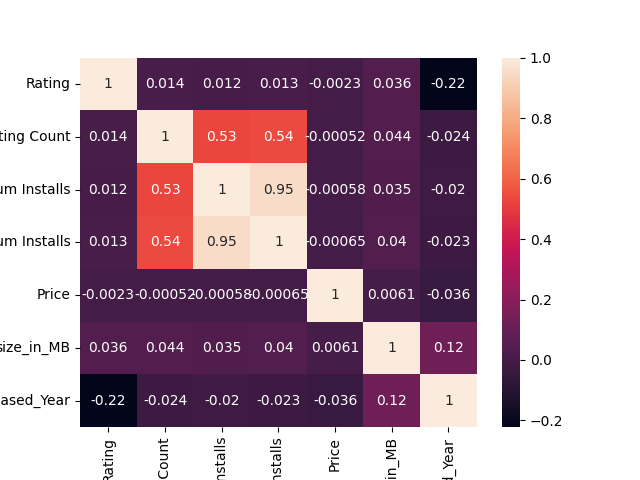 Rating 1 0.014 0.012 0.013 -0.0023 0.036 -0.22
ting Count 0.014 1 0.53 0.54 -0.00052 0.044 -0.024
um Installs 0.012 0.53 1 0.95 -0.00058 0.035 -0.02
um Installs 0.013 0.54 0.95 1 -0.00065 0.04 -0.023
Price -0.0023 -0.00052 -0.00058 -0.00065 1 0.0061 -0.036
size_in_MB 0.036 0.044 0.035 0.04 0.0061 1 0.12
ased_Year -0.22 -0.024 -0.02 -0.023 -0.036 0.12 1
Rating
Count
nstalls
nstalls
Price
in_MB
d_Year
1.0
0.8
0.6
0.4
0.2
0.0
−0.2